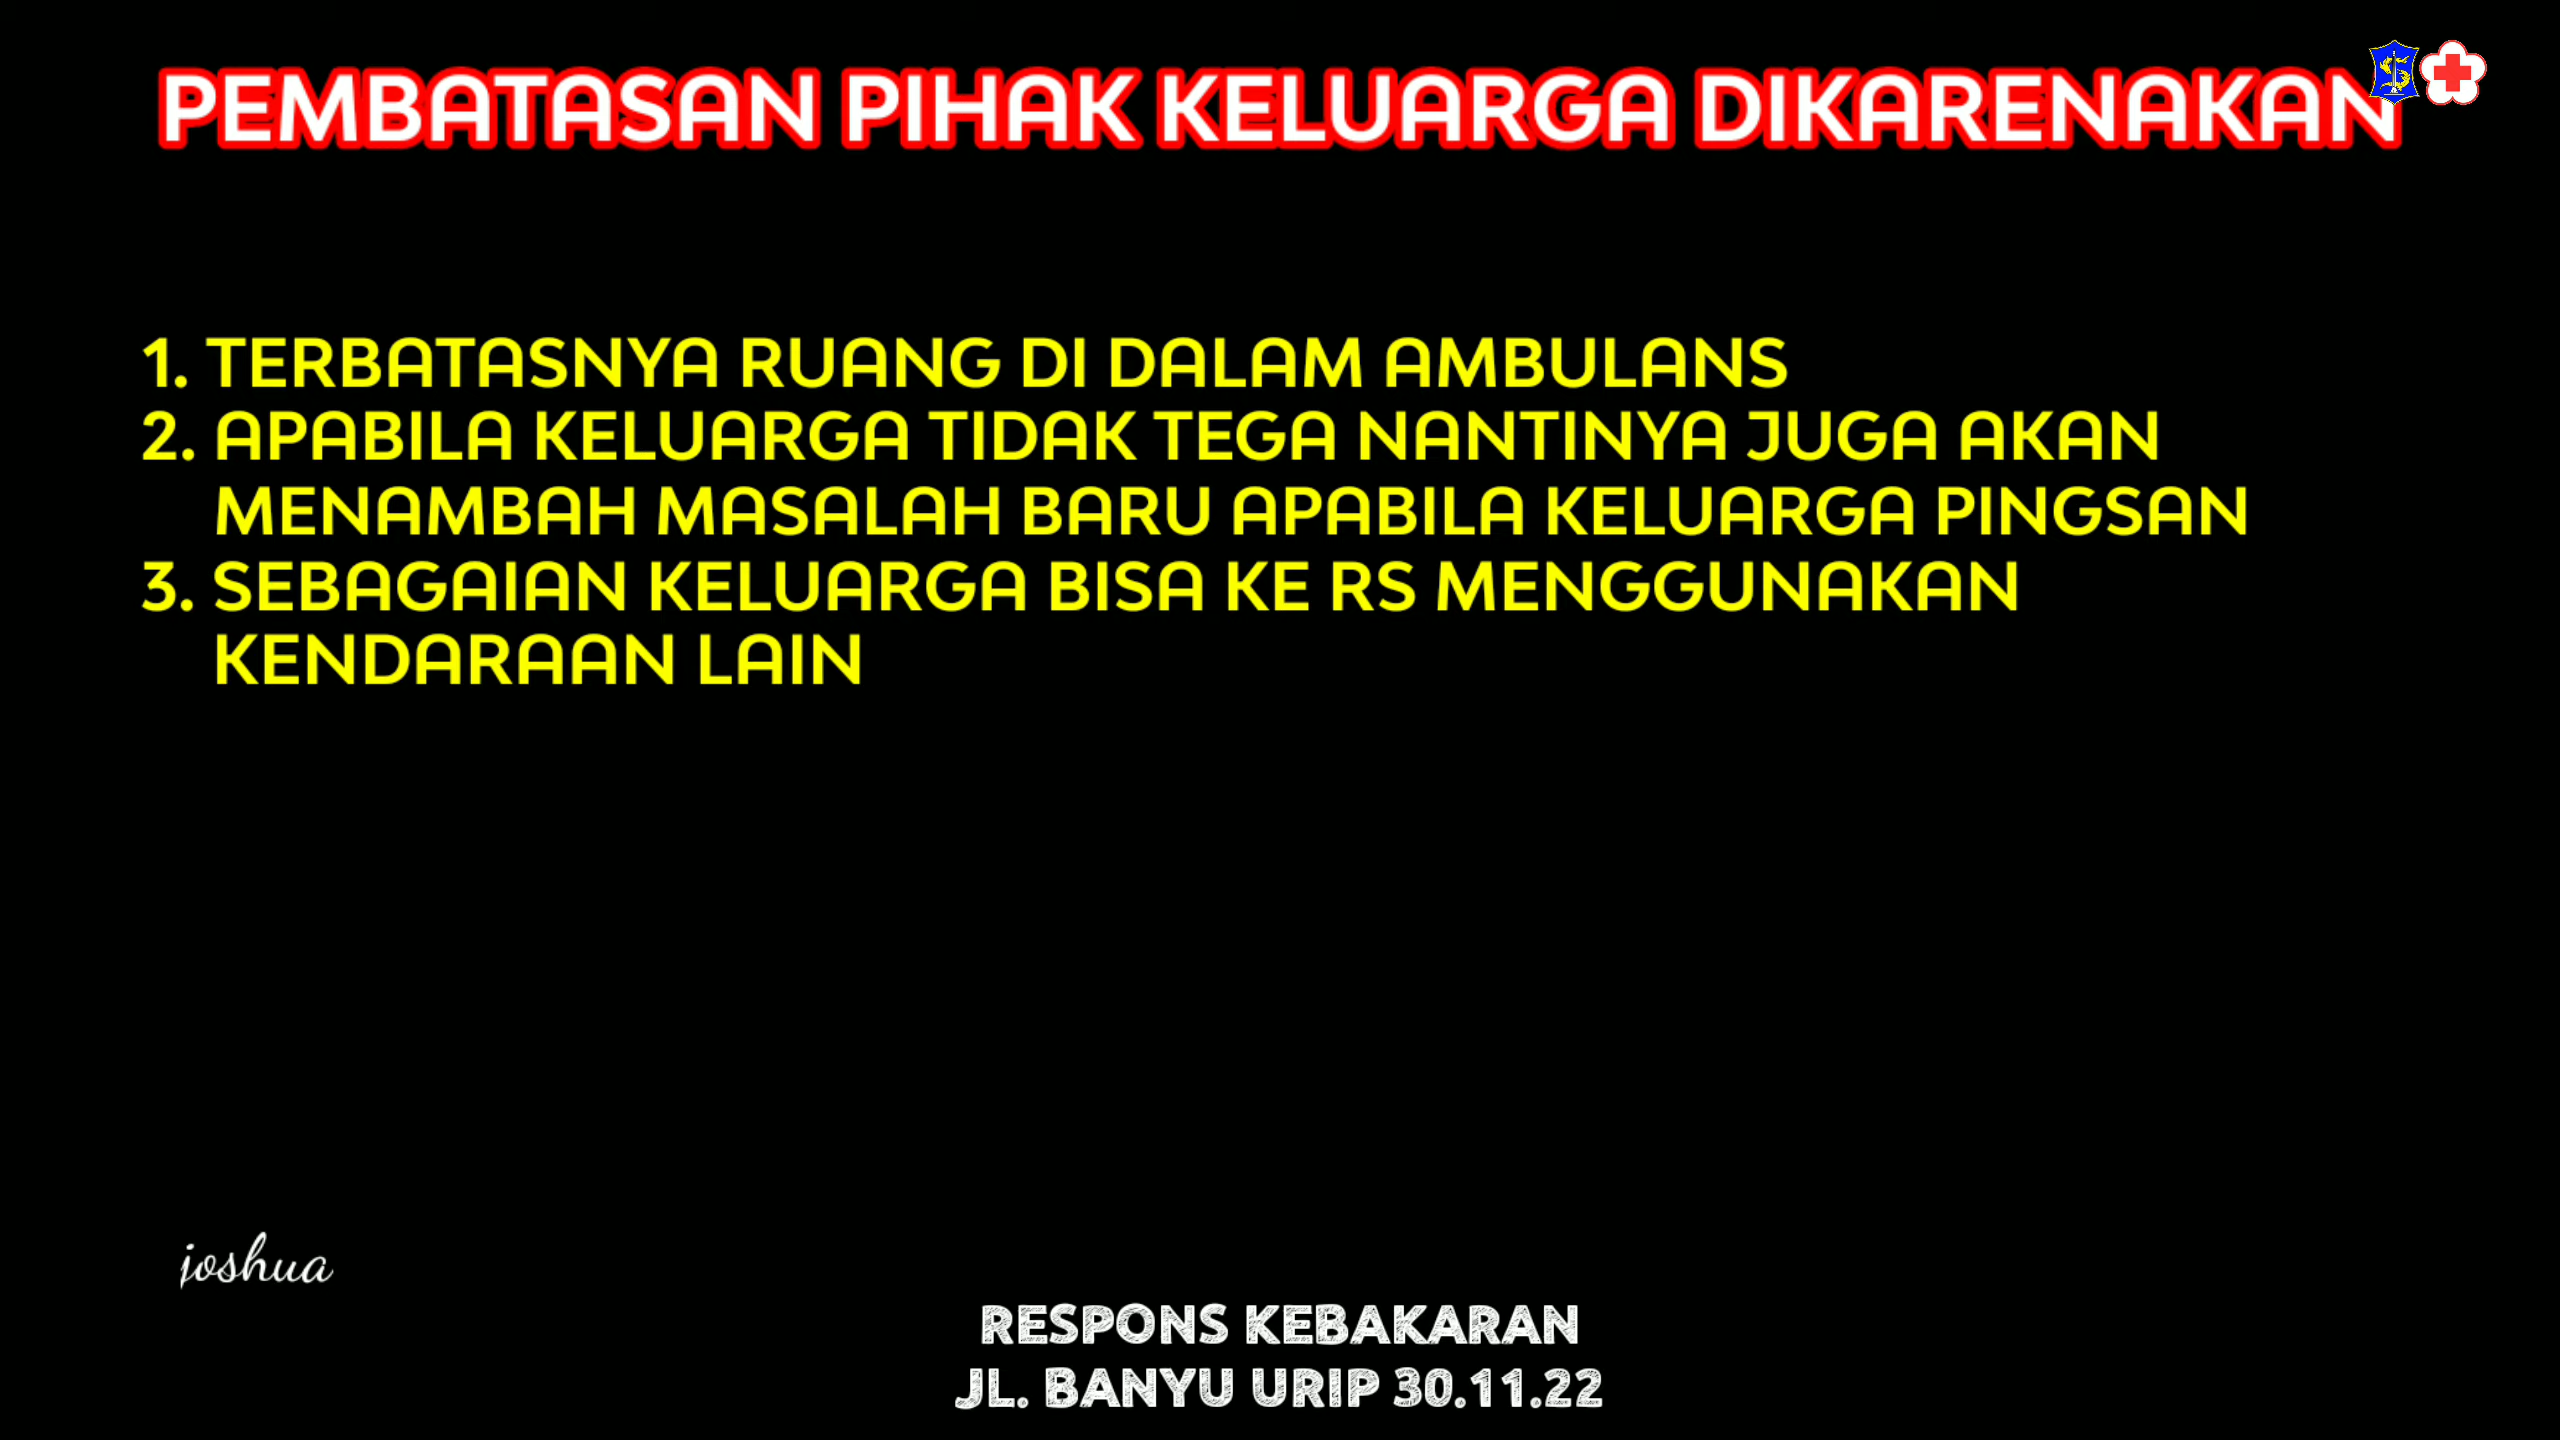 PEMBATASAN PIHAK KELUARGA DIKARENAKAN
1. TERBATASNYA RUANG DI DALAM AMBULANS
2. APABILA KELUARGA TIDAK TEGA NANTINYA JUGA AKAN
MENAMBAH MASALAH BARU APABILA KELUARGA PINGSAN
3. SEBAGAIAN KELUARGA BISA KE RS MENGGUNAKAN
KENDARAAN LAIN
joshua
RESPONS KEBAKARAN
JL. BANYU URIP 30.11.22